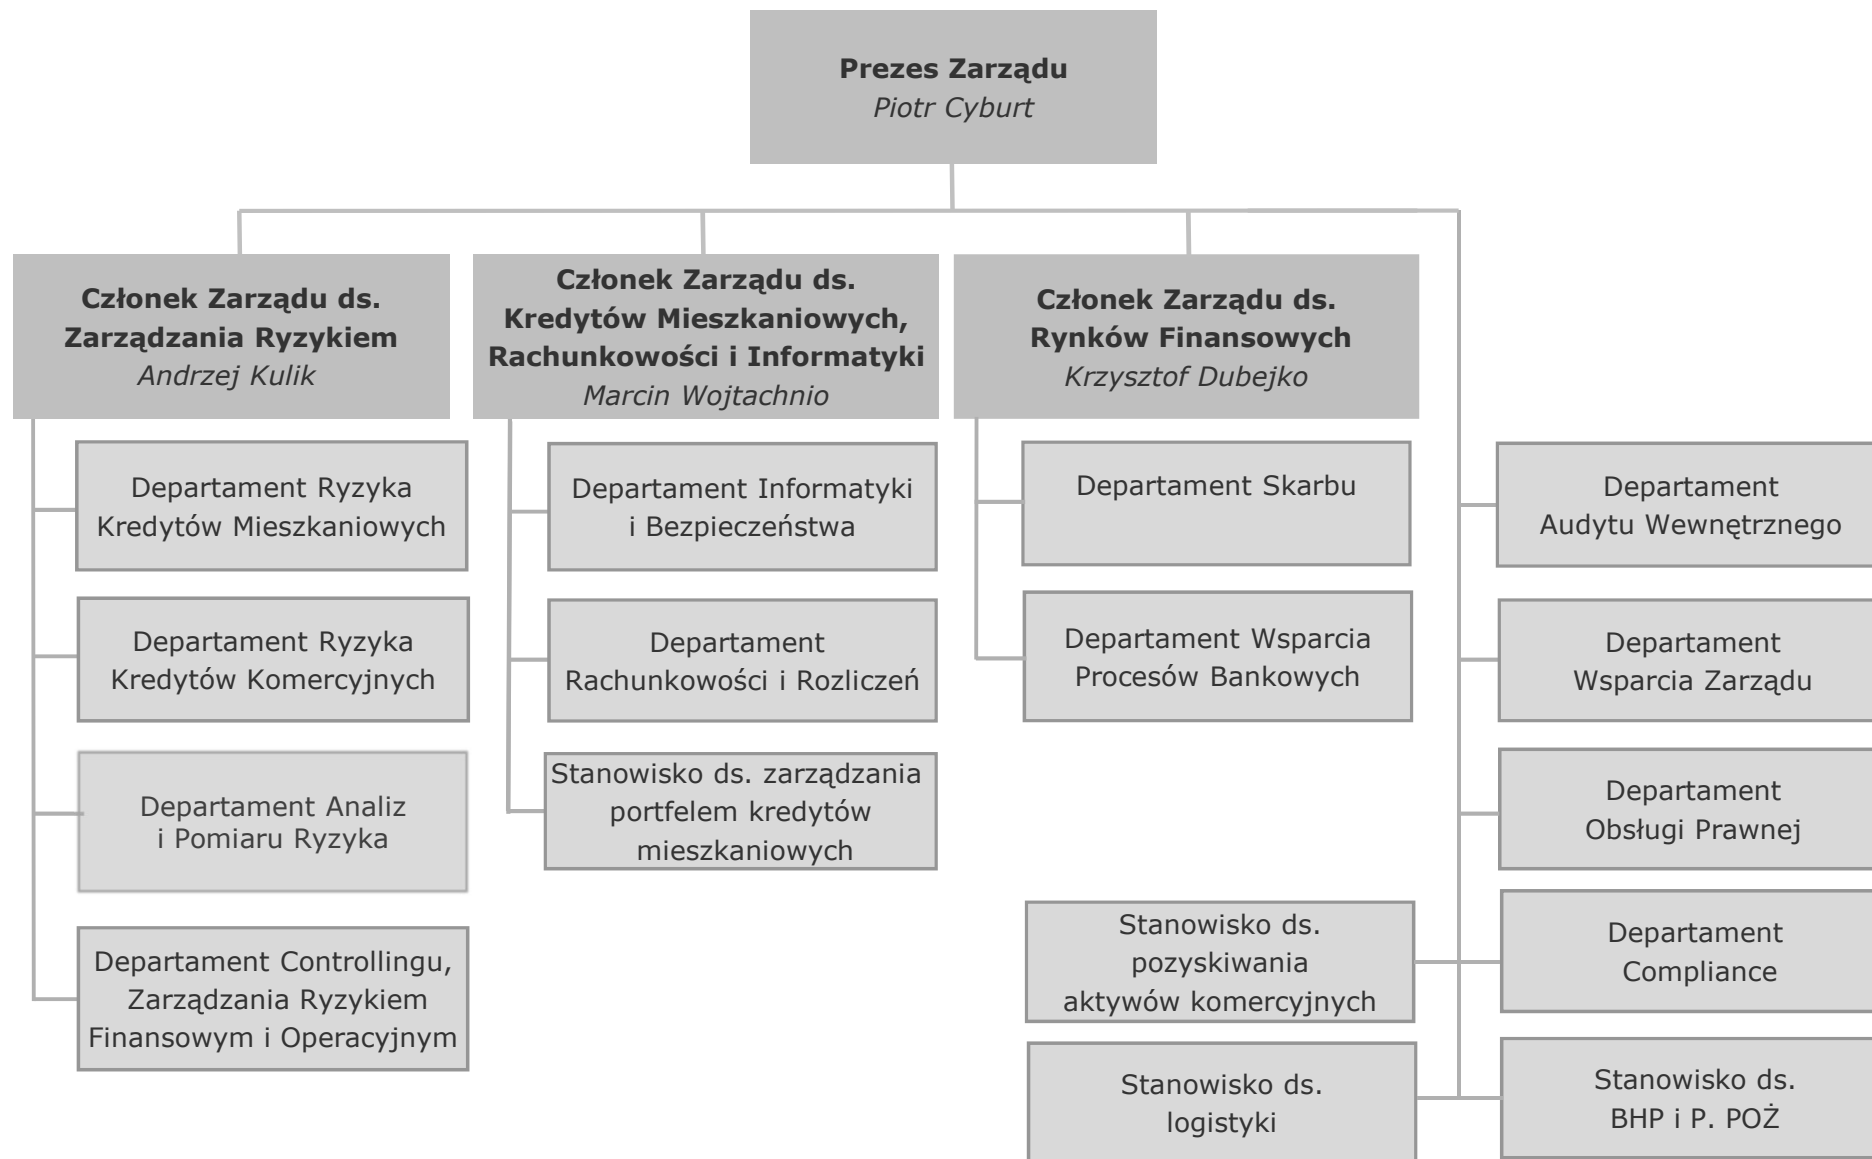 Prezes Zarządu
Piotr Cyburt
Członek Zarządu ds.
Zarządzania Ryzykiem
Andrzej Kulik
Członek Zarządu ds.
Kredytów Mieszkaniowych,
Rachunkowości i Informatyki
Marcin Wojtachnio
Członek Zarządu ds.
Rynków Finansowych
Krzysztof Dubejko
Departament Ryzyka
Kredytów Mieszkaniowych
Departament Ryzyka
Kredytów Komercyjnych
Departament Analiz
i Pomiaru Ryzyka
Departament Controllingu,
Zarządzania Ryzykiem
Finansowym i Operacyjnym
Departament Informatyki
i Bezpieczeństwa
Departament
Rachunkowości i Rozliczeń
Stanowisko ds. zarządzania
portfelem kredytów
mieszkaniowych
Departament Skarbu
Departament Wsparcia
Procesów Bankowych
Stanowisko ds.
pozyskiwania
aktywów komercyjnych
Stanowisko ds.
logistyki
Departament
Audytu Wewnętrznego
Departament
Wsparcia Zarządu
Departament
Obsługi Prawnej
Departament
Compliance
Stanowisko ds.
BHP i P. POŻ